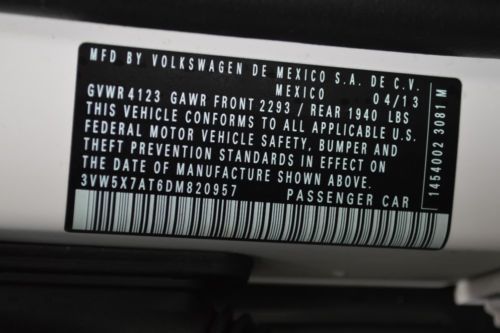 MFD BY VOLKSWAGEN DE MEXICO S.A. DE C.V.
MEXICO 04/13
GVWR 4123 GAWR FRONT 2293 / REAR 1940 LBS
THIS VEHICLE CONFORMS TO ALL APPLICABLE U.S.
FEDERAL MOTOR VEHICLE SAFETY, BUMPER AND
THEFT PREVENTION STANDARDS IN EFFECT ON
THE DATE OF MANUFACTURE SHOWN ABOVE.
3VW5X7AT6DM820957 PASSENGER CAR
1454002 3081 M